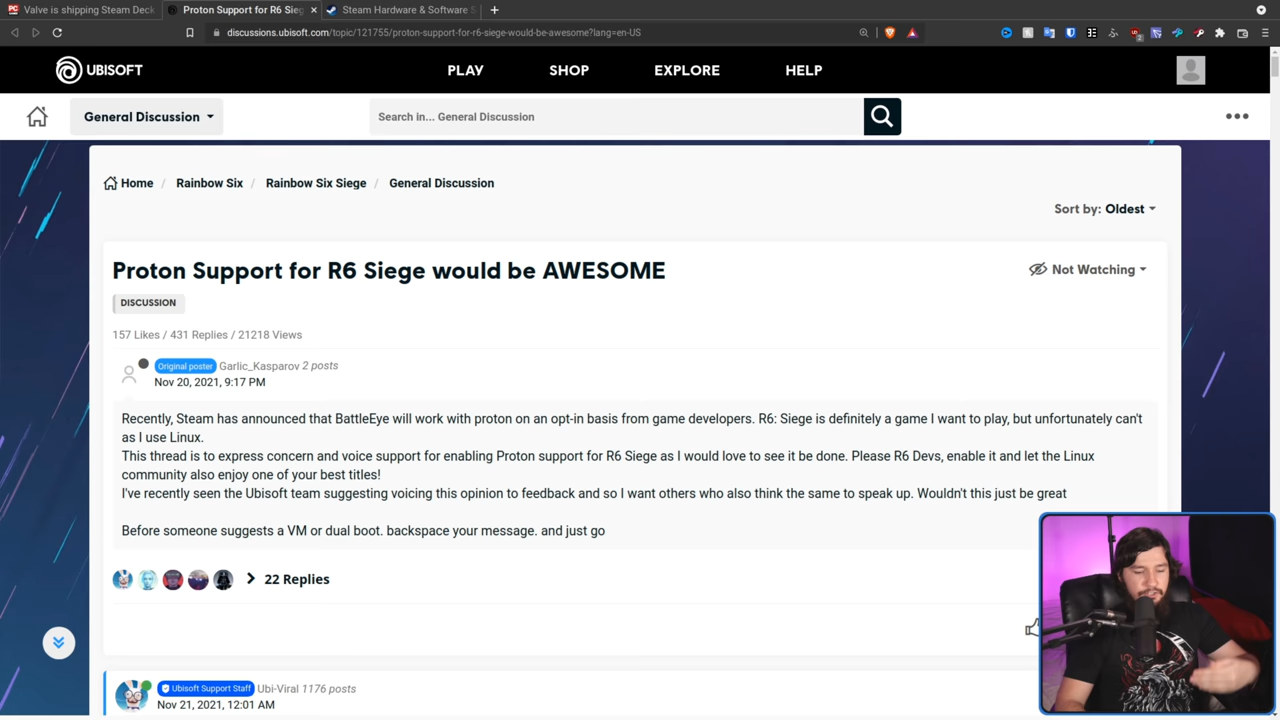 PC Valve is shipping Steam Deck
Proton Support for R6 Sieg
Steam Hardware & Software S
discussions.ubisoft.com/topic/121755/proton-support-for-r6-siege-would-be-awesome?lang=en-US
UBISOFT
PLAY
SHOP
EXPLORE
HELP
General Discussion
Search in... General Discussion
Home / Rainbow Six / Rainbow Six Siege / General Discussion
Sort by: Oldest
Proton Support for R6 Siege would be AWESOME
Not Watching
DISCUSSION
157 Likes / 431 Replies / 21218 Views
Original poster Garlic_Kasparov 2 posts
Nov 20, 2021, 9:17 PM
Recently, Steam has announced that BattleEye will work with proton on an opt-in basis from game developers. R6: Siege is definitely a game I want to play, but unfortunately can't
as I use Linux.
This thread is to express concern and voice support for enabling Proton support for R6 Siege as I would love to see it be done. Please R6 Devs, enable it and let the Linux
community also enjoy one of your best titles!
I've recently seen the Ubisoft team suggesting voicing this opinion to feedback and so I want others who also think the same to speak up. Wouldn't this just be great
Before someone suggests a VM or dual boot. backspace your message. and just go
22 Replies
Ubisoft Support Staff Ubi-Viral 1176 posts
Nov 21, 2021, 12:01 AM